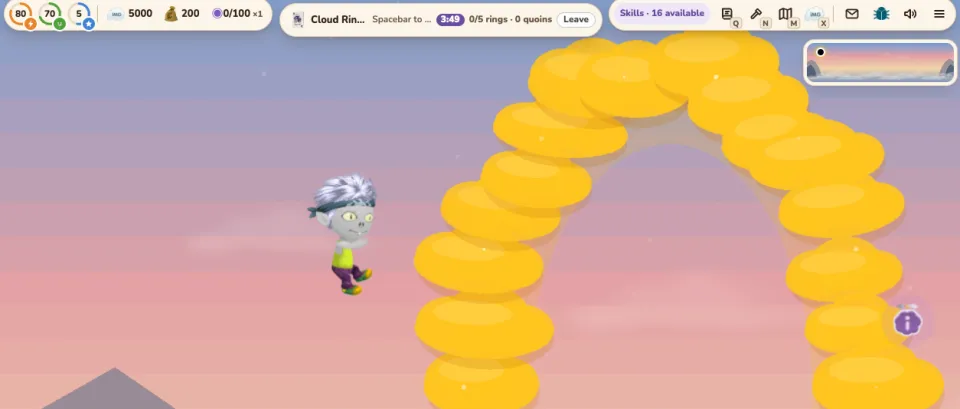 80 70 5 5000 200 0/100 ×1
Cloud Rin... Spacebar to ... 3:49 0/5 rings · 0 quoins Leave
Skills · 16 available Q N M X